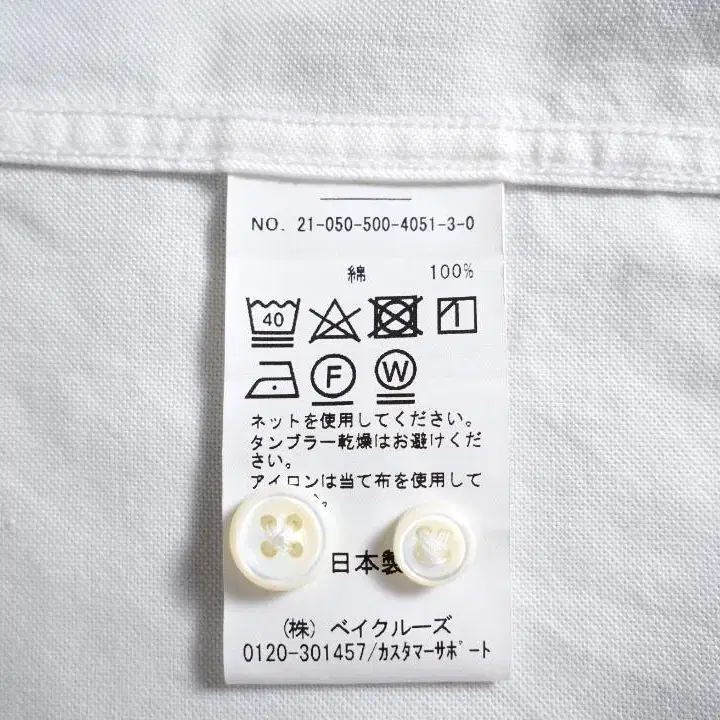 NO. 21-050-500-4051-3-0
綿 100%
40
F
W
ネットを使用してください。
タンブラー乾燥はお避けくだ
さい。
アイロンは当て布を使用して
日本製
(株) ベイクルーズ
0120-301457/カスタマーサポート